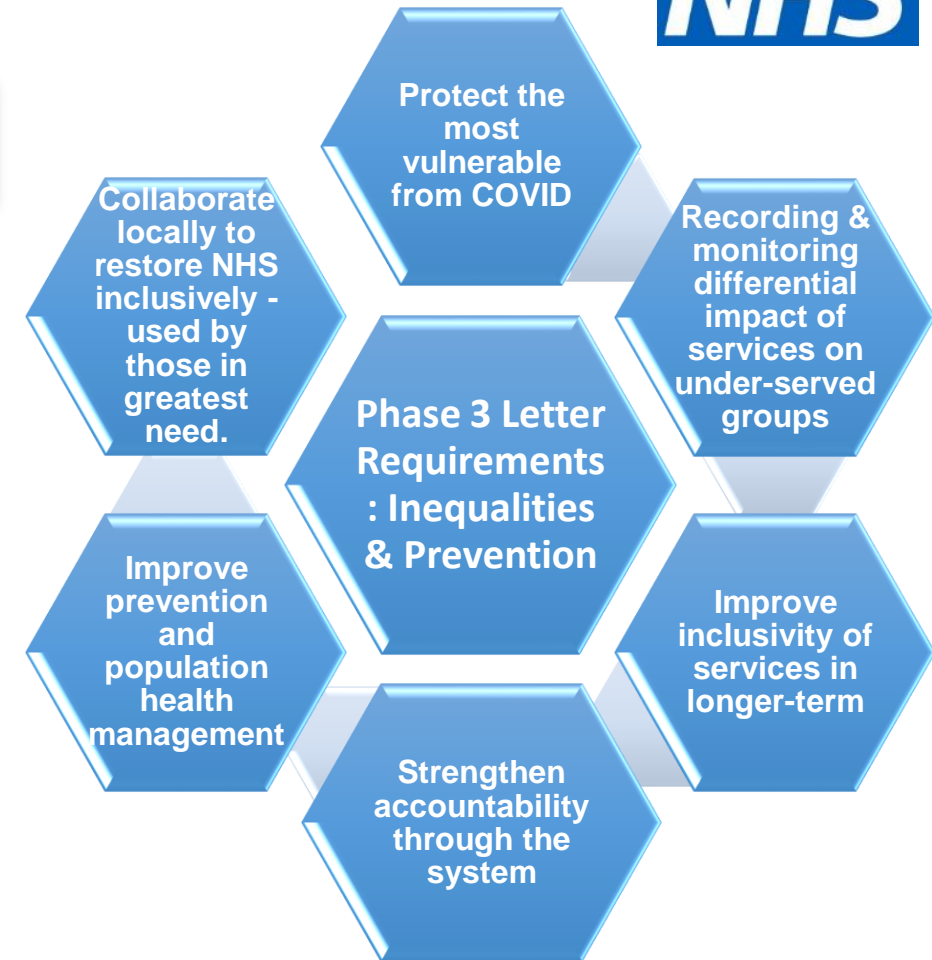 NHS
Protect the
most
vulnerable
from COVID
Recording &
monitoring
differential
impact of
services on
under-served
groups
Improve
inclusivity of
services in
longer-term
Strengthen
accountability
through the
system
Improve
prevention
and
population
health
management
Collaborate
locally to
restore NHS
inclusively -
used by
those in
greatest
need.
Phase 3 Letter
Requirements
: Inequalities
& Prevention